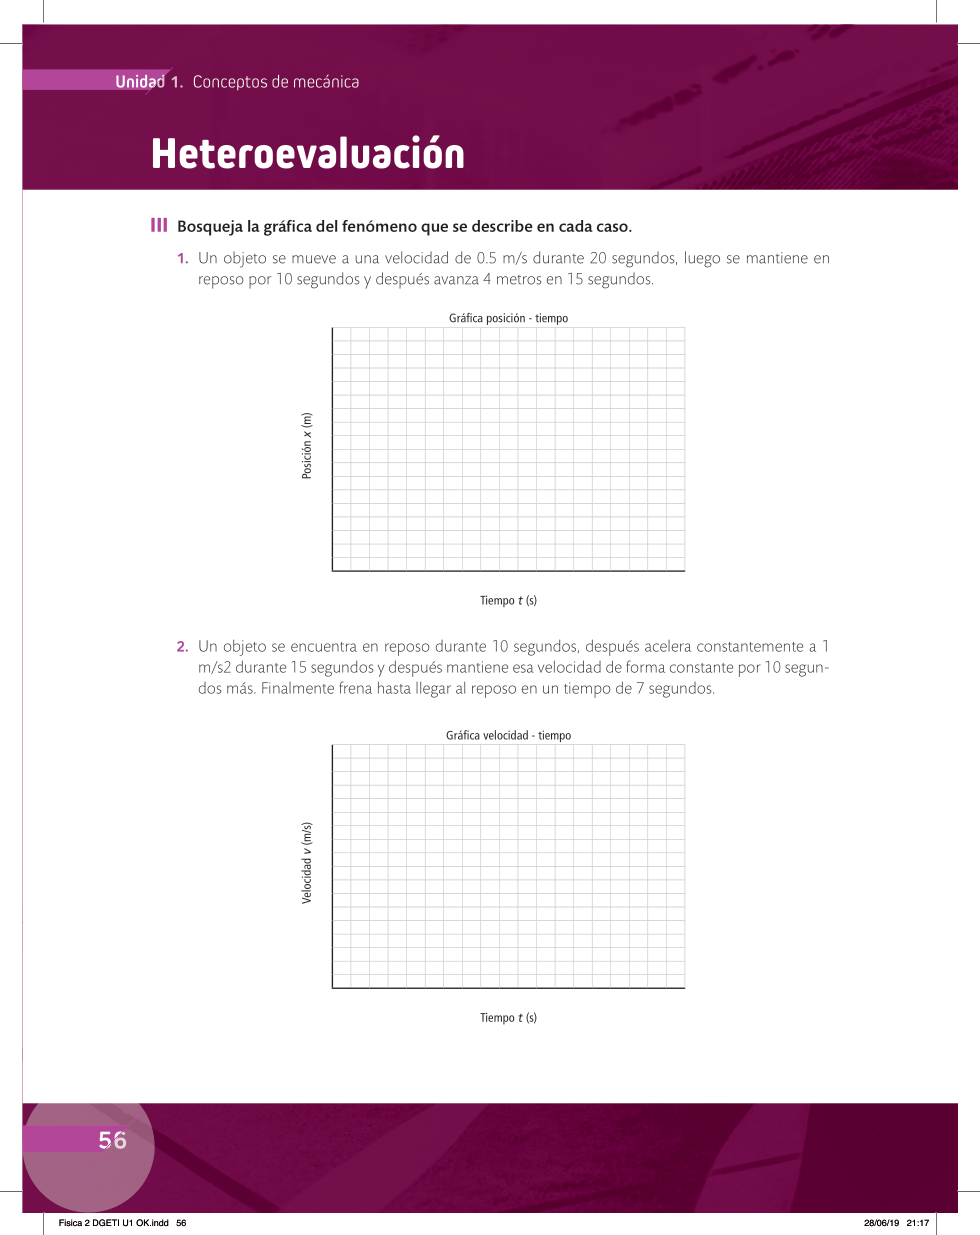 Unidad 1. Conceptos de mecánica
Heteroevaluación
III Bosqueja la gráfica del fenómeno que se describe en cada caso.
1. Un objeto se mueve a una velocidad de 0.5 m/s durante 20 segundos, luego se mantiene en
reposo por 10 segundos y después avanza 4 metros en 15 segundos.
Gráfica posición - tiempo
Posición x (m)
Tiempo t (s)
2. Un objeto se encuentra en reposo durante 10 segundos, después acelera constantemente a 1
m/s2 durante 15 segundos y después mantiene esa velocidad de forma constante por 10 segun-
dos más. Finalmente frena hasta llegar al reposo en un tiempo de 7 segundos.
Gráfica velocidad - tiempo
Velocidad v (m/s)
Tiempo t (s)
56
Fisica 2 DGETI U1 OK.indd 56
28/06/19 21:17